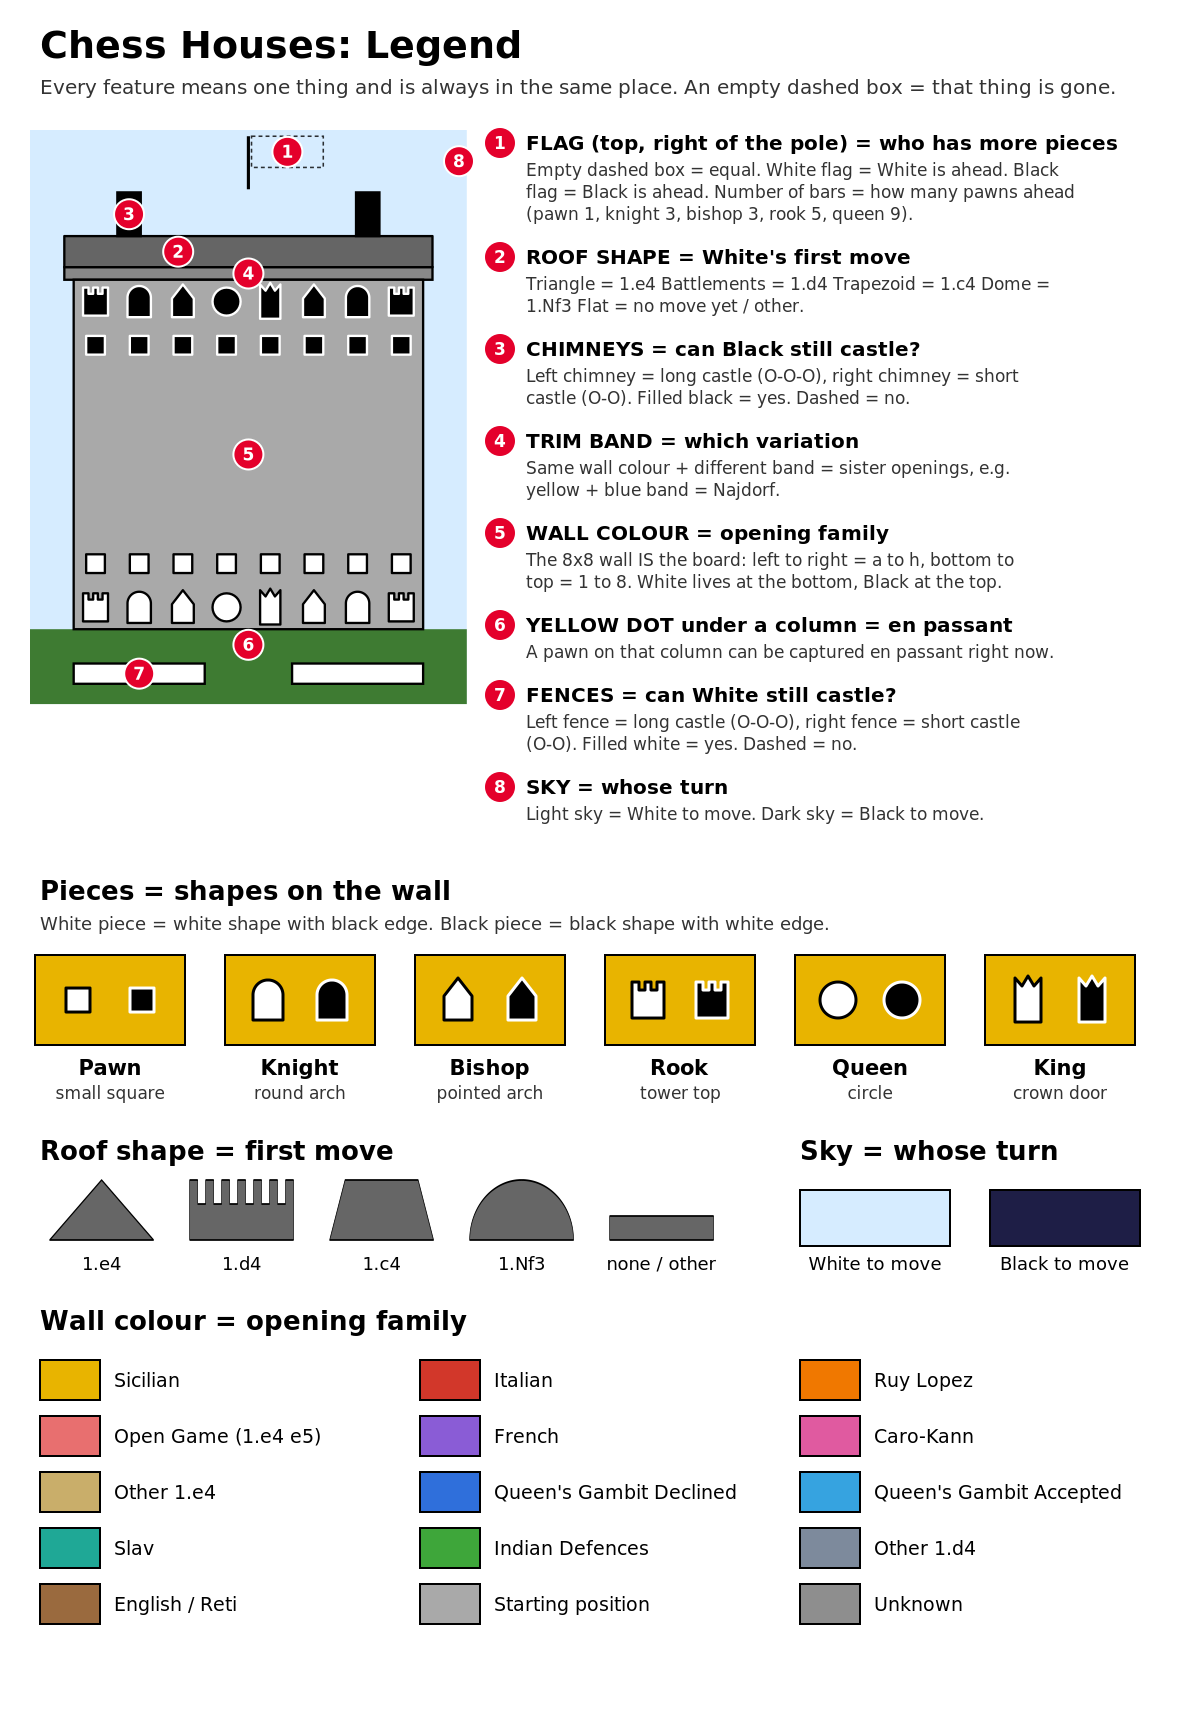 Chess Houses: Legend
Every feature means one thing and is always in the same place. An empty dashed box = that thing is gone.
1
8
3
2
4
5
6
7
1 FLAG (top, right of the pole) = who has more pieces
Empty dashed box = equal. White flag = White is ahead. Black
flag = Black is ahead. Number of bars = how many pawns ahead
(pawn 1, knight 3, bishop 3, rook 5, queen 9).
2 ROOF SHAPE = White's first move
Triangle = 1.e4 Battlements = 1.d4 Trapezoid = 1.c4 Dome =
1.Nf3 Flat = no move yet / other.
3 CHIMNEYS = can Black still castle?
Left chimney = long castle (O-O-O), right chimney = short
castle (O-O). Filled black = yes. Dashed = no.
4 TRIM BAND = which variation
Same wall colour + different band = sister openings, e.g.
yellow + blue band = Najdorf.
5 WALL COLOUR = opening family
The 8x8 wall IS the board: left to right = a to h, bottom to
top = 1 to 8. White lives at the bottom, Black at the top.
6 YELLOW DOT under a column = en passant
A pawn on that column can be captured en passant right now.
7 FENCES = can White still castle?
Left fence = long castle (O-O-O), right fence = short castle
(O-O). Filled white = yes. Dashed = no.
8 SKY = whose turn
Light sky = White to move. Dark sky = Black to move.
Pieces = shapes on the wall
White piece = white shape with black edge. Black piece = black shape with white edge.
Pawn Knight Bishop Rook Queen King
small square round arch pointed arch tower top circle crown door
Roof shape = first move
1.e4 1.d4 1.c4 1.Nf3 none / other
Sky = whose turn
White to move Black to move
Wall colour = opening family
Sicilian Italian Ruy Lopez
Open Game (1.e4 e5) French Caro-Kann
Other 1.e4 Queen's Gambit Declined Queen's Gambit Accepted
Slav Indian Defences Other 1.d4
English / Reti Starting position Unknown